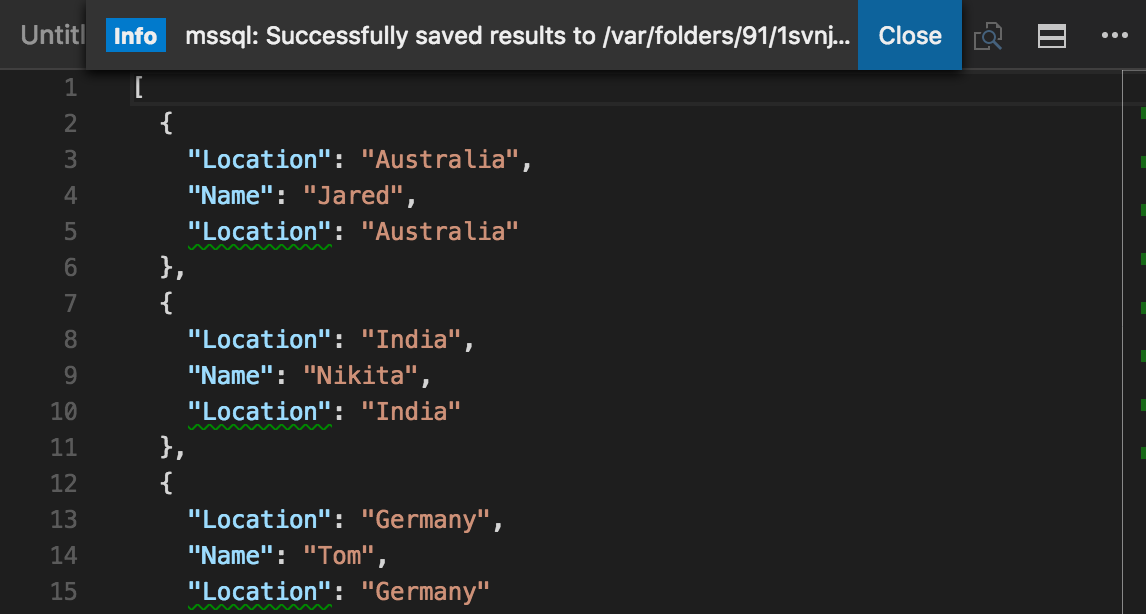 Untitl Info mssql: Successfully saved results to /var/folders/91/1svnj... Close
1 [
2 {
3 "Location": "Australia",
4 "Name": "Jared",
5 "Location": "Australia"
6 },
7 {
8 "Location": "India",
9 "Name": "Nikita",
10 "Location": "India"
11 },
12 {
13 "Location": "Germany",
14 "Name": "Tom",
15 "Location": "Germany"